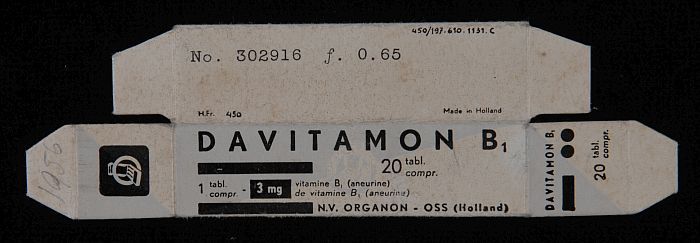 450/197.610.1131.C
No. 302916 ƒ. 0.65
H.Fr. 450
Made in Holland
DAVITAMON B1
20 tabl.
compr.
1 tabl.
compr. - 3 mg vitamine B1 (aneurine)
de vitamine B1 (aneurine)
N.V. ORGANON - OSS (Holland)
DAVITAMON B1
20 tabl.
compr.
1956